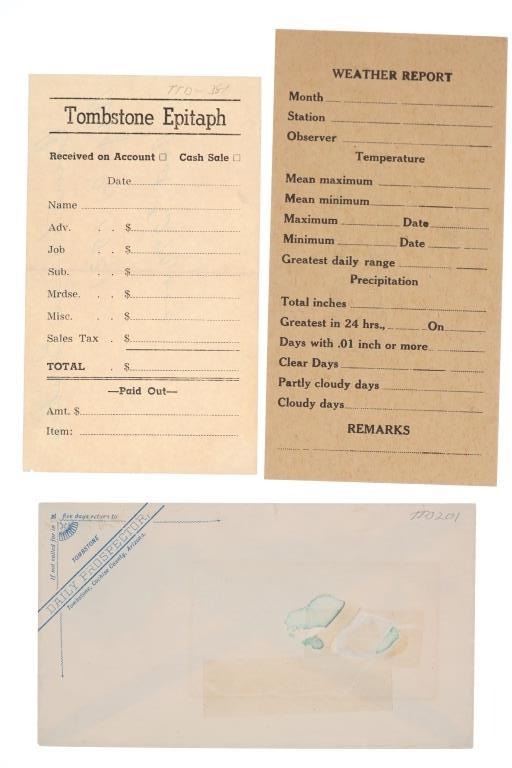 TTD-381
Tombstone Epitaph
Received on Account □ Cash Sale □
Date
Name
Adv. . . $
Job . . $
Sub. . . $
Mrdse. . . $
Misc. . . $
Sales Tax . $
TOTAL . $
—Paid Out—
Amt. $
Item:
WEATHER REPORT
Month
Station
Observer
Temperature
Mean maximum
Mean minimum
Maximum Date
Minimum Date
Greatest daily range
Precipitation
Total inches
Greatest in 24 hrs., On
Days with .01 inch or more
Clear Days
Partly cloudy days
Cloudy days
REMARKS
If not called for in
five days, return to
TOMBSTONE
DAILY PROSPECTOR,
Tombstone, Cochise County, Arizona.
TTD201